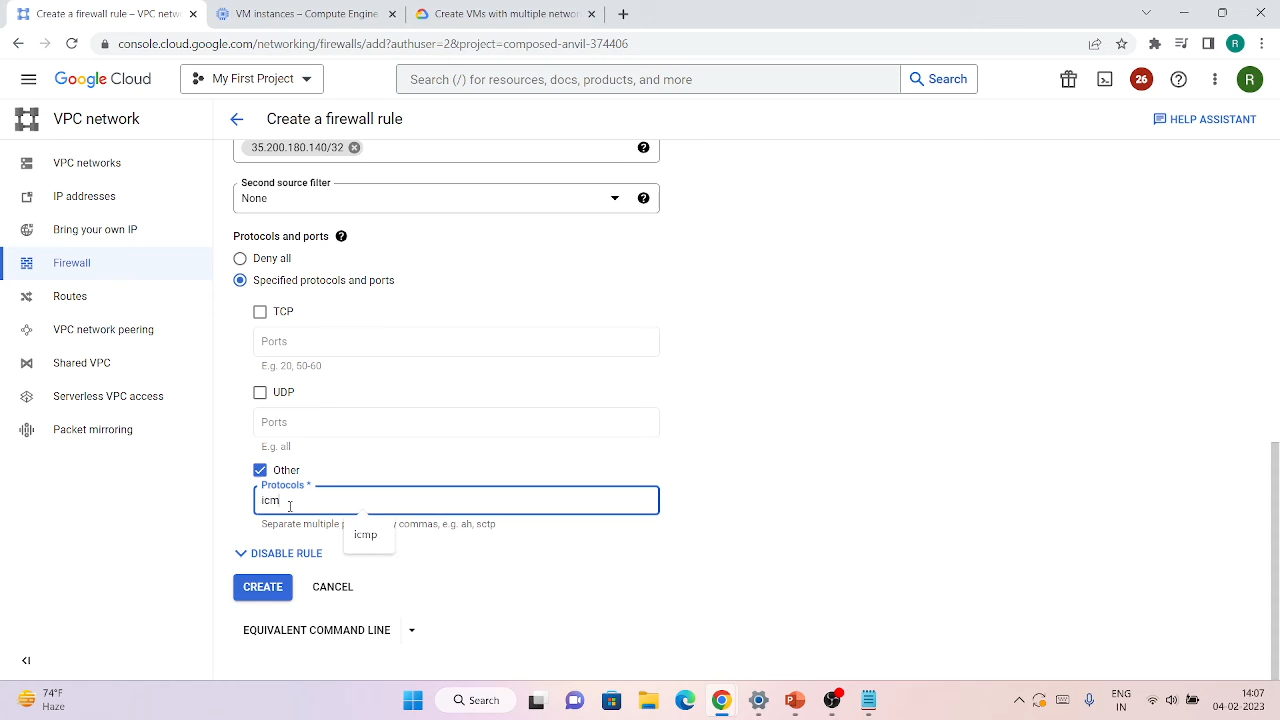 Create a firewall rule – VPC netw
VM instances – Compute Engine
Create VMs with multiple networ
console.cloud.google.com/networking/firewalls/add?authuser=2&project=compered-anvil-374406
R
Google Cloud
My First Project
Search (/) for resources, docs, products, and more
Search
26
R
VPC network
Create a firewall rule
HELP ASSISTANT
VPC networks
IP addresses
Bring your own IP
Firewall
Routes
VPC network peering
Shared VPC
Serverless VPC access
Packet mirroring
35.200.180.140/32
Second source filter
None
Protocols and ports
Deny all
Specified protocols and ports
TCP
Ports
E.g. 20, 50-60
UDP
Ports
E.g. all
Other
Protocols *
icm
Separate multiple commas, e.g. ah, sctp
icmp
DISABLE RULE
CREATE
CANCEL
EQUIVALENT COMMAND LINE
74°F
Haze
Search
ENG
IN
14:07
04-02-2023